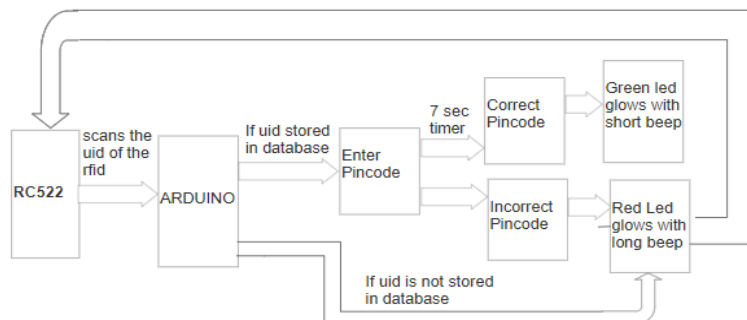 RC522
scans the
uid of the
rfid
ARDUINO
If uid stored
in database
Enter
Pincode
7 sec
timer
Correct
Pincode
Green led
glows with
short beep
Incorrect
Pincode
Red Led
glows with
long beep
If uid is not stored
in database